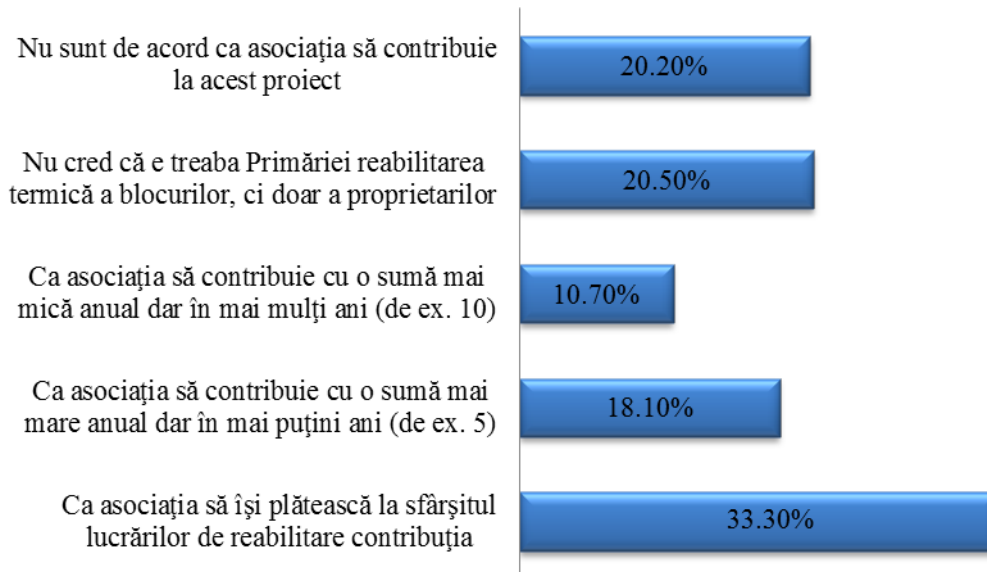 Nu sunt de acord ca asociaţia să contribuie
la acest proiect
20.20%
Nu cred că e treaba Primăriei reabilitarea
termică a blocurilor, ci doar a proprietarilor
20.50%
Ca asociaţia să contribuie cu o sumă mai
mică anual dar în mai mulţi ani (de ex. 10)
10.70%
Ca asociaţia să contribuie cu o sumă mai
mare anual dar în mai puţini ani (de ex. 5)
18.10%
Ca asociaţia să îşi plătească la sfârşitul
lucrărilor de reabilitare contribuţia
33.30%